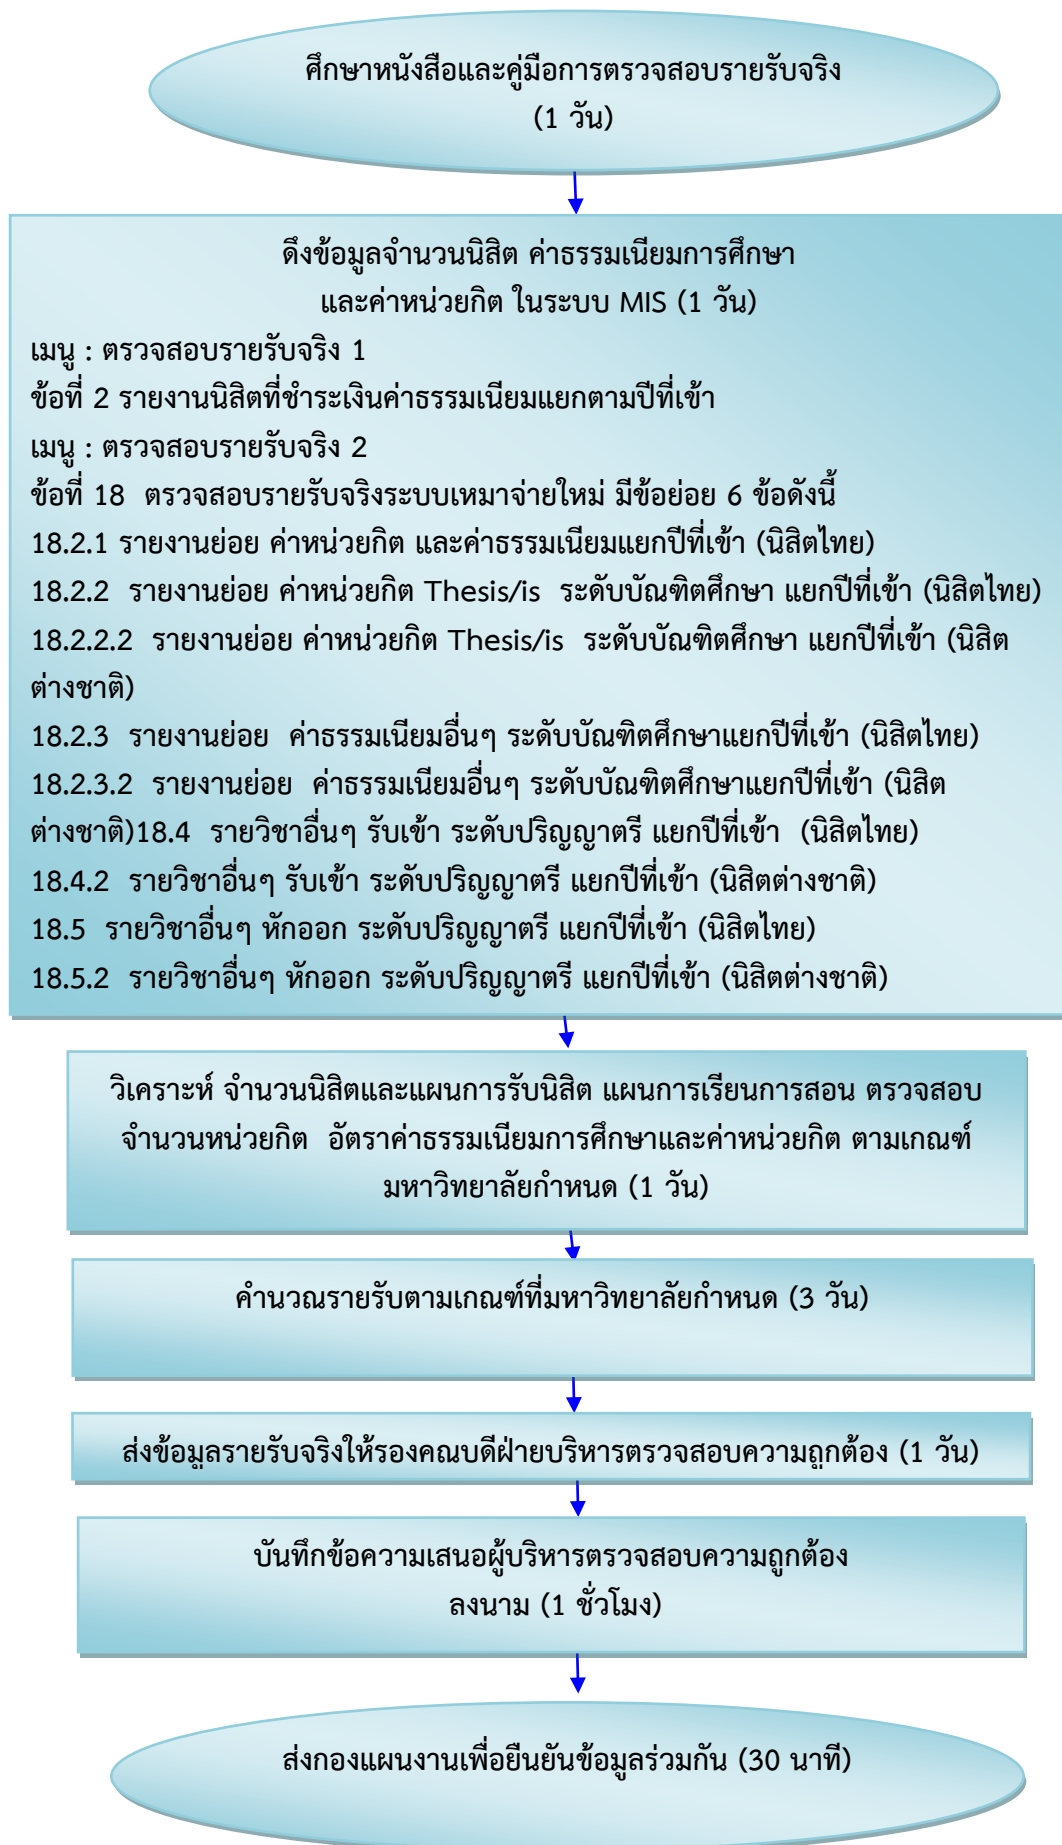 ศึกษาหนังสือและคู่มือการตรวจสอบรายรับจริง
(1 วัน)
ดึงข้อมูลจำนวนนิสิต ค่าธรรมเนียมการศึกษา
และค่าหน่วยกิต ในระบบ MIS (1 วัน)
เมนู : ตรวจสอบรายรับจริง 1
ข้อที่ 2 รายงานนิสิตที่ชำระเงินค่าธรรมเนียมแยกตามปีที่เข้า
เมนู : ตรวจสอบรายรับจริง 2
ข้อที่ 18  ตรวจสอบรายรับจริงระบบเหมาจ่ายใหม่ มีข้อย่อย 6 ข้อดังนี้
18.2.1 รายงานย่อย ค่าหน่วยกิต และค่าธรรมเนียมแยกปีที่เข้า (นิสิตไทย)
18.2.2  รายงานย่อย ค่าหน่วยกิต Thesis/is  ระดับบัณฑิตศึกษา แยกปีที่เข้า (นิสิตไทย)
18.2.2.2  รายงานย่อย ค่าหน่วยกิต Thesis/is  ระดับบัณฑิตศึกษา แยกปีที่เข้า (นิสิต
ต่างชาติ)
18.2.3  รายงานย่อย  ค่าธรรมเนียมอื่นๆ ระดับบัณฑิตศึกษาแยกปีที่เข้า (นิสิตไทย)
18.2.3.2  รายงานย่อย  ค่าธรรมเนียมอื่นๆ ระดับบัณฑิตศึกษาแยกปีที่เข้า (นิสิต
ต่างชาติ)18.4  รายวิชาอื่นๆ รับเข้า ระดับปริญญาตรี แยกปีที่เข้า  (นิสิตไทย)
18.4.2  รายวิชาอื่นๆ รับเข้า ระดับปริญญาตรี แยกปีที่เข้า (นิสิตต่างชาติ)
18.5  รายวิชาอื่นๆ หักออก ระดับปริญญาตรี แยกปีที่เข้า (นิสิตไทย)
18.5.2  รายวิชาอื่นๆ หักออก ระดับปริญญาตรี แยกปีที่เข้า (นิสิตต่างชาติ)
วิเคราะห์ จำนวนนิสิตและแผนการรับนิสิต แผนการเรียนการสอน ตรวจสอบ
จำนวนหน่วยกิต  อัตราค่าธรรมเนียมการศึกษาและค่าหน่วยกิต ตามเกณฑ์
มหาวิทยาลัยกำหนด (1 วัน)
คำนวณรายรับตามเกณฑ์ที่มหาวิทยาลัยกำหนด (3 วัน)
ส่งข้อมูลรายรับจริงให้รองคณบดีฝ่ายบริหารตรวจสอบความถูกต้อง (1 วัน)
บันทึกข้อความเสนอผู้บริหารตรวจสอบความถูกต้อง
ลงนาม (1 ชั่วโมง)
ส่งกองแผนงานเพื่อยืนยันข้อมูลร่วมกัน (30 นาที)